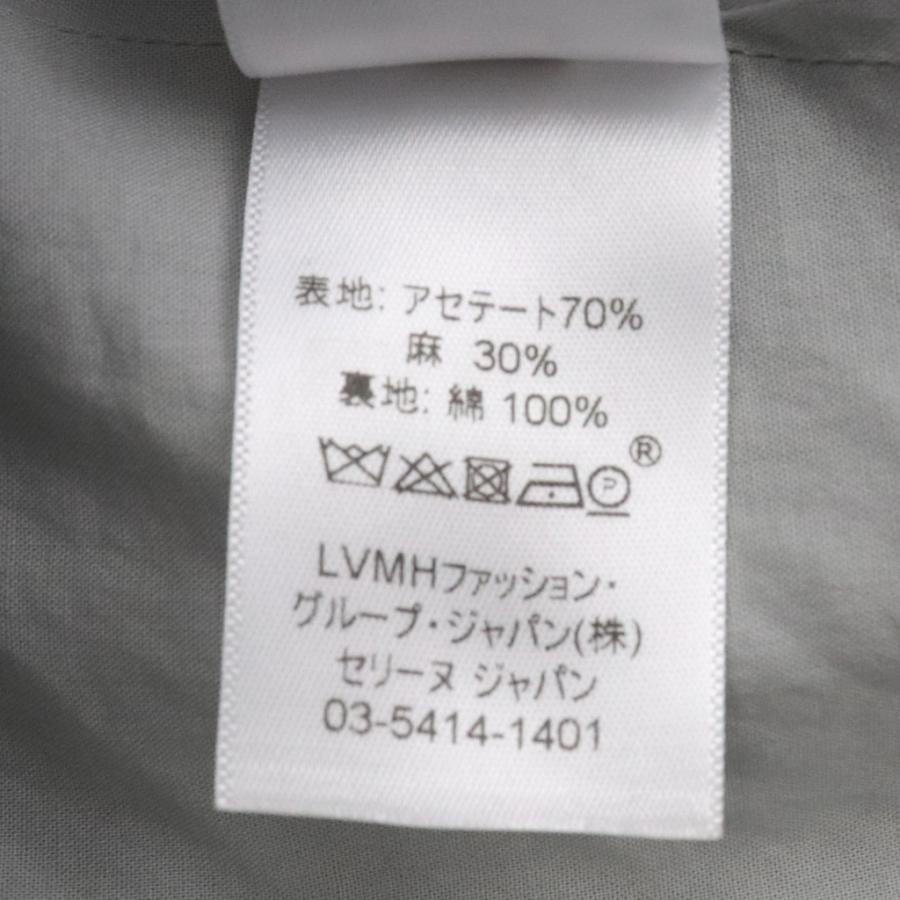 表地: アセテート70%
麻 30%
裏地: 綿 100%
P ®
LVMHファッション・
グループ・ジャパン(株)
セリーヌ ジャパン
03-5414-1401